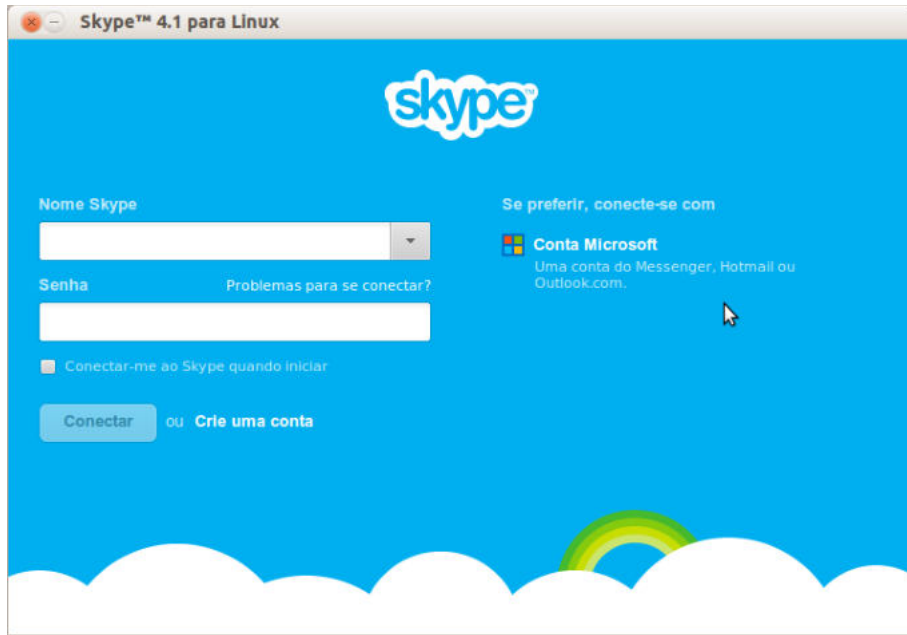 Skype™ 4.1 para Linux
skype™
Nome Skype
Senha
Problemas para se conectar?
Conectar-me ao Skype quando iniciar
Conectar
ou
Crie uma conta
Se preferir, conecte-se com
Conta Microsoft
Uma conta do Messenger, Hotmail ou
Outlook.com.